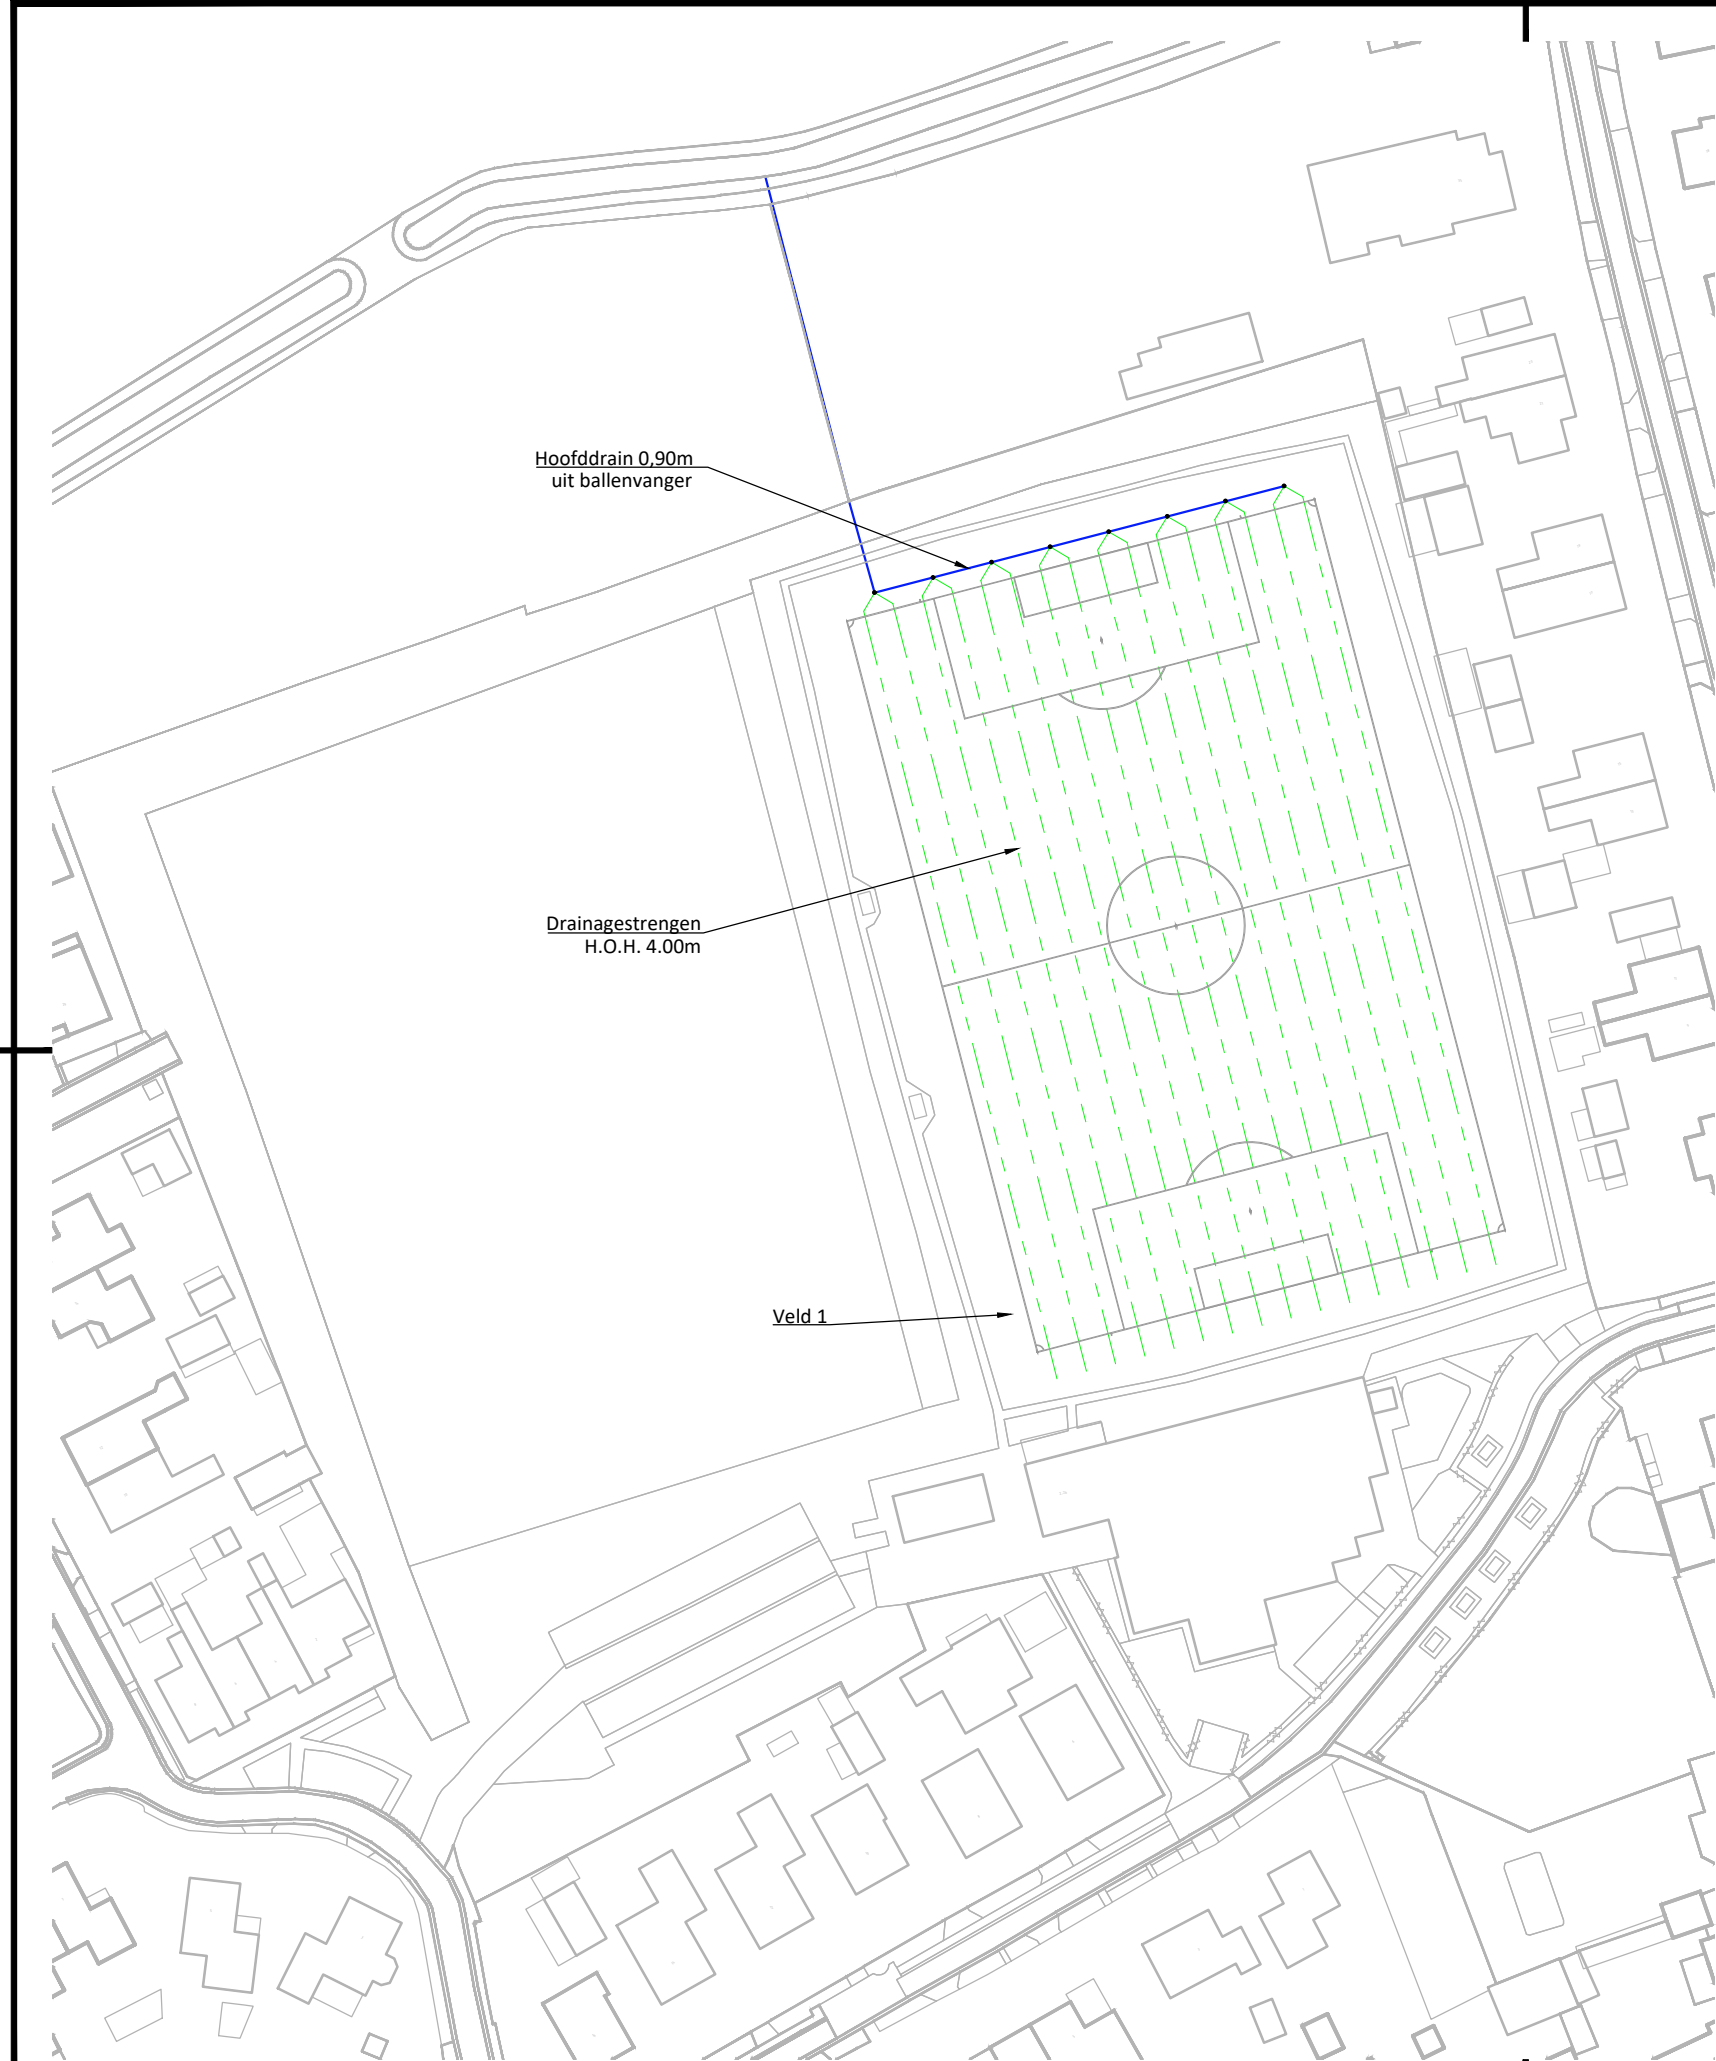 Hoofddrain 0,90m
uit ballenvanger
Drainagestrengen
H.O.H. 4.00m
Veld 1